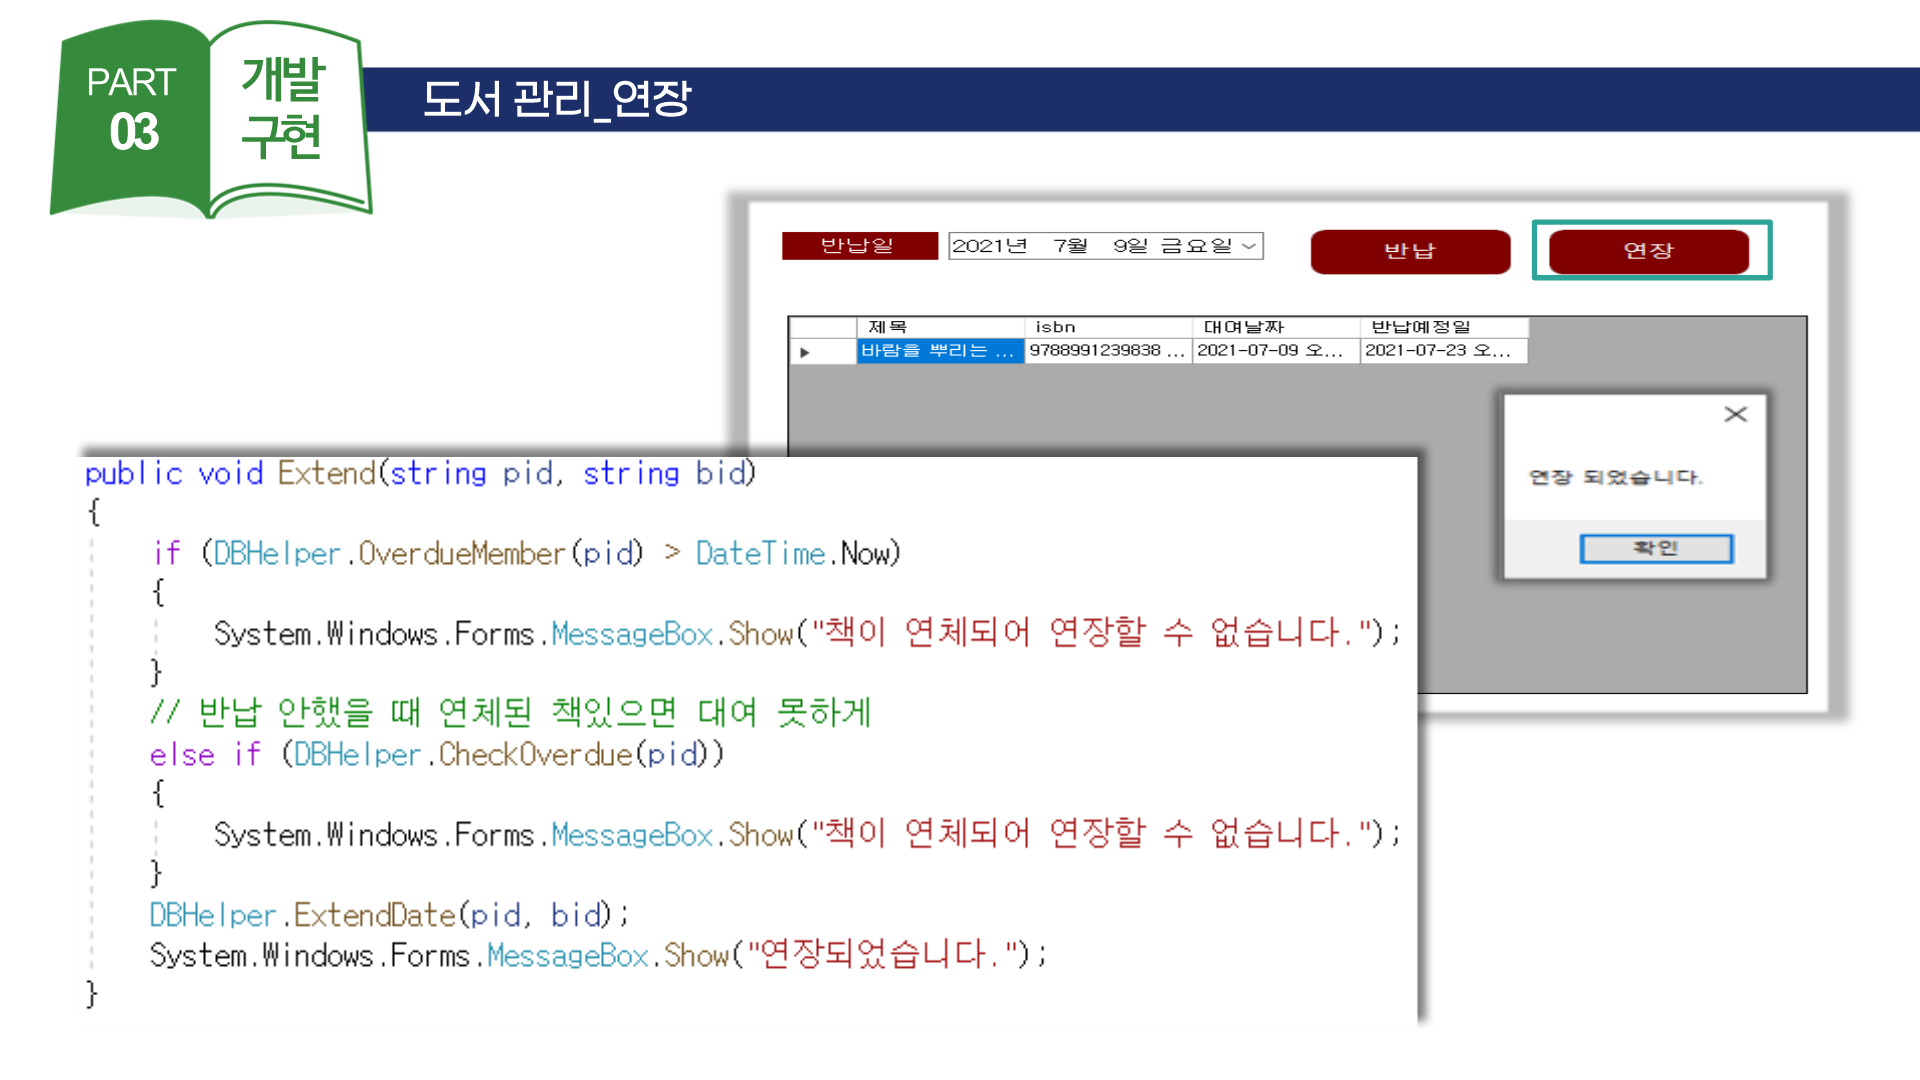 PART
03
개발
구현
도서 관리_연장
반납일
2021년 7월 9일 금요일
반납
연장
제목 isbn 대여날짜 반납예정일
바람을 뿌리는 ... 9788991239838 ... 2021-07-09 오... 2021-07-23 오...
연장 되었습니다.
확인
public void Extend(string pid, string bid)
{
if (DBHelper.OverdueMember(pid) > DateTime.Now)
{
System.Windows.Forms.MessageBox.Show("책이 연체되어 연장할 수 없습니다.");
}
// 반납 안했을 때 연체된 책있으면 대여 못하게
else if (DBHelper.CheckOverdue(pid))
{
System.Windows.Forms.MessageBox.Show("책이 연체되어 연장할 수 없습니다.");
}
DBHelper.ExtendDate(pid, bid);
System.Windows.Forms.MessageBox.Show("연장되었습니다.");
}